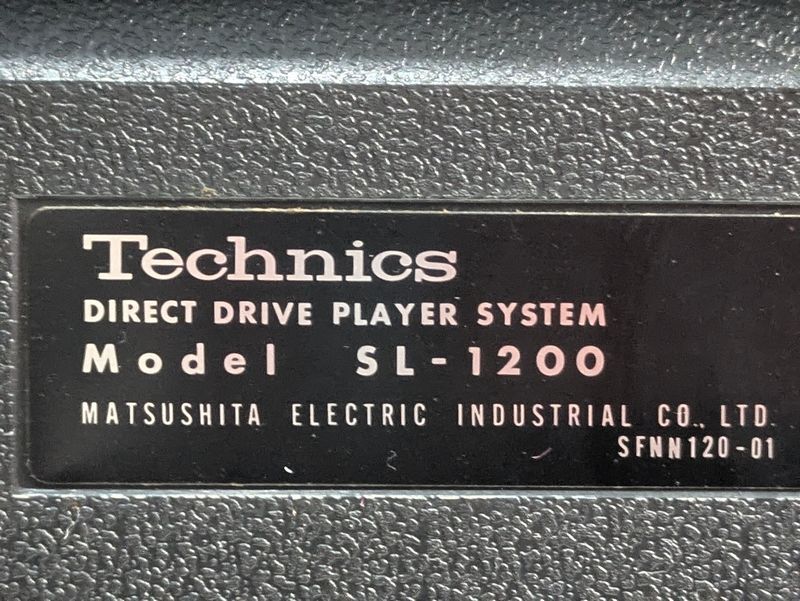 Technics
DIRECT DRIVE PLAYER SYSTEM
Model SL-1200
MATSUSHITA ELECTRIC INDUSTRIAL CO., LTD.
SFNN120-01